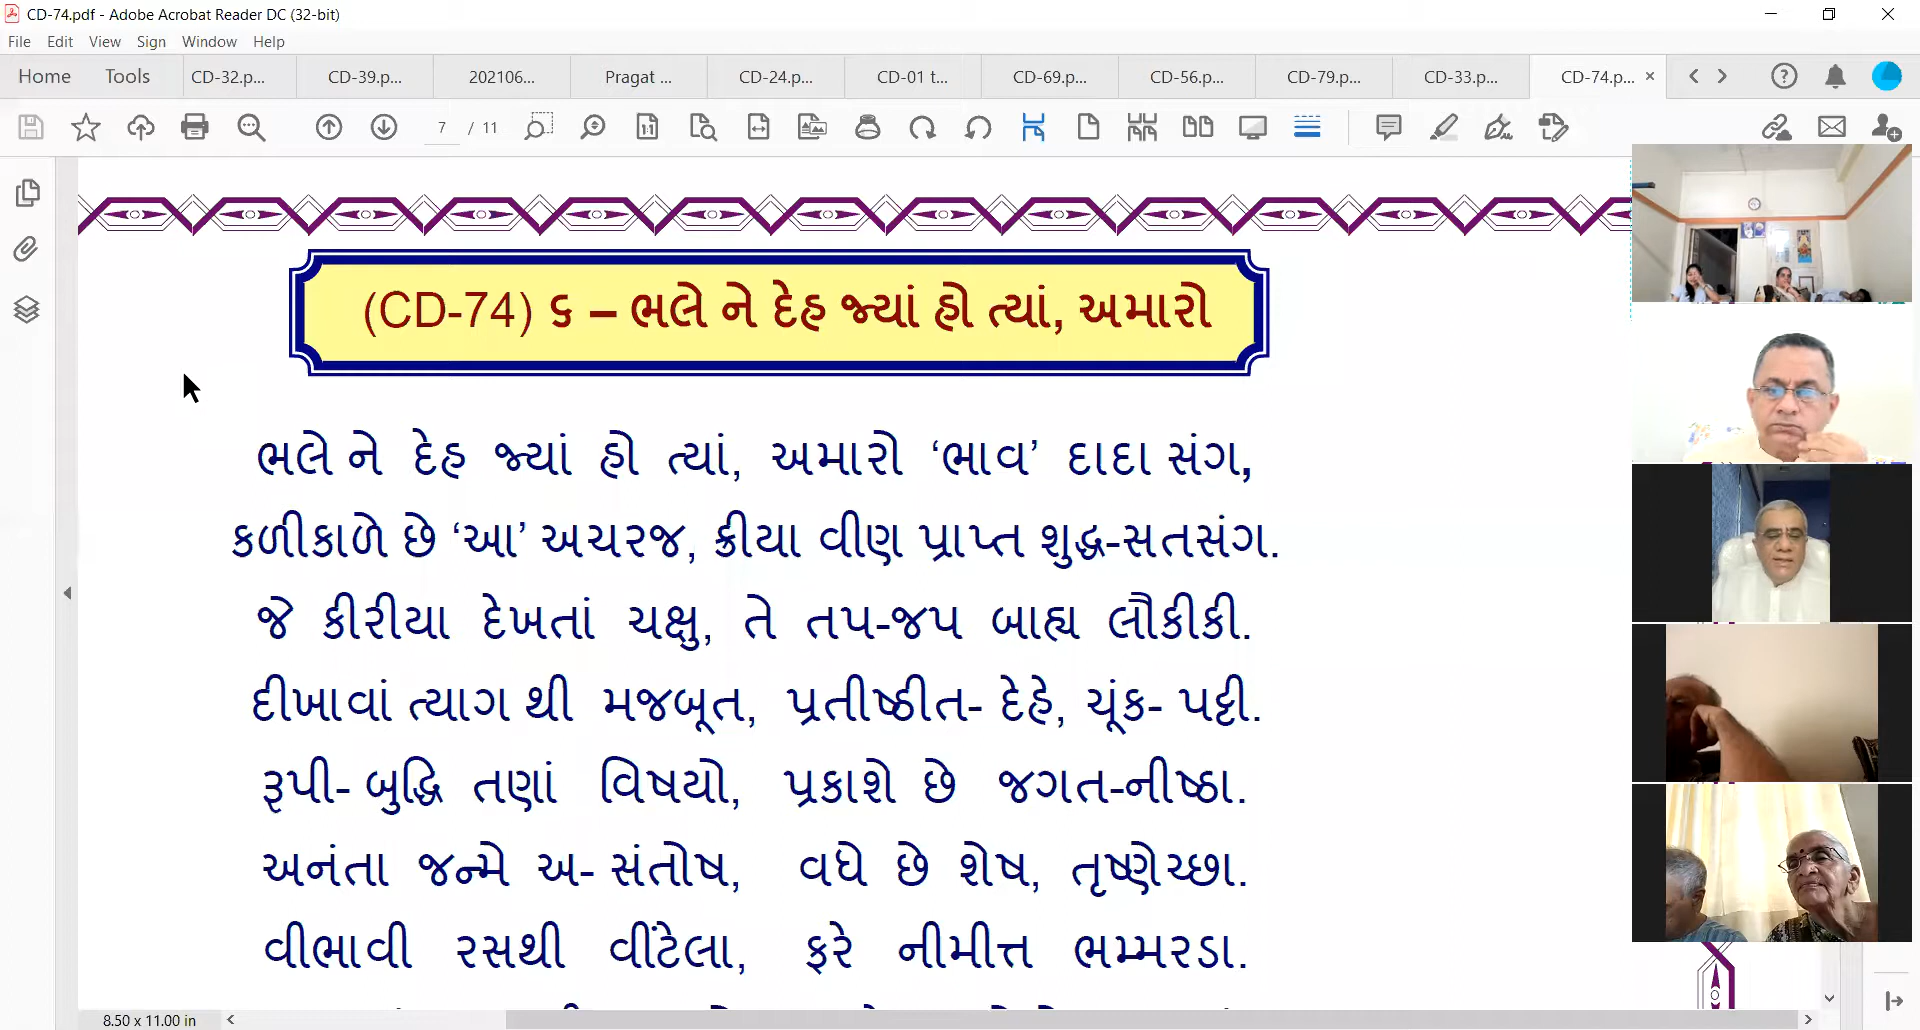 CD-74.pdf - Adobe Acrobat Reader DC (32-bit)
File Edit View Sign Window Help
Home Tools CD-32.p... CD-39.p... 202106... Pragat ... CD-24.p... CD-01 t... CD-69.p... CD-56.p... CD-79.p... CD-33.p... CD-74.p...
7 / 11
(CD-74) ૬ – ભલે ને દેહ જ્યાં હો ત્યાં, અમારો
ભલે ને દેહ જ્યાં હો ત્યાં, અમારો ‘ભાવ’ દાદા સંગ,
કળીકાળે છે ‘આ’ અચરજ, ક્રીયા વીણ પ્રાપ્ત શુદ્ધ-સતસંગ.
જે કીરીયા દેખતાં ચક્ષુ, તે તપ-જપ બાહ્ય લૌકીકી.
દીખાવાં ત્યાગ થી મજબૂત, પ્રતીષ્ઠીત- દેહે, ચૂંક- પટ્ટી.
રૂપી- બુદ્ધિ તણાં વિષયો, પ્રકાશે છે જગત-નીષ્ઠા.
અનંતા જન્મે અ- સંતોષ, વધે છે શેષ, તૃષ્ણેચ્છા.
વીભાવી રસથી વીંટેલા, ફરે નીમીત્ત ભમ્મરડા.
8.50 x 11.00 in